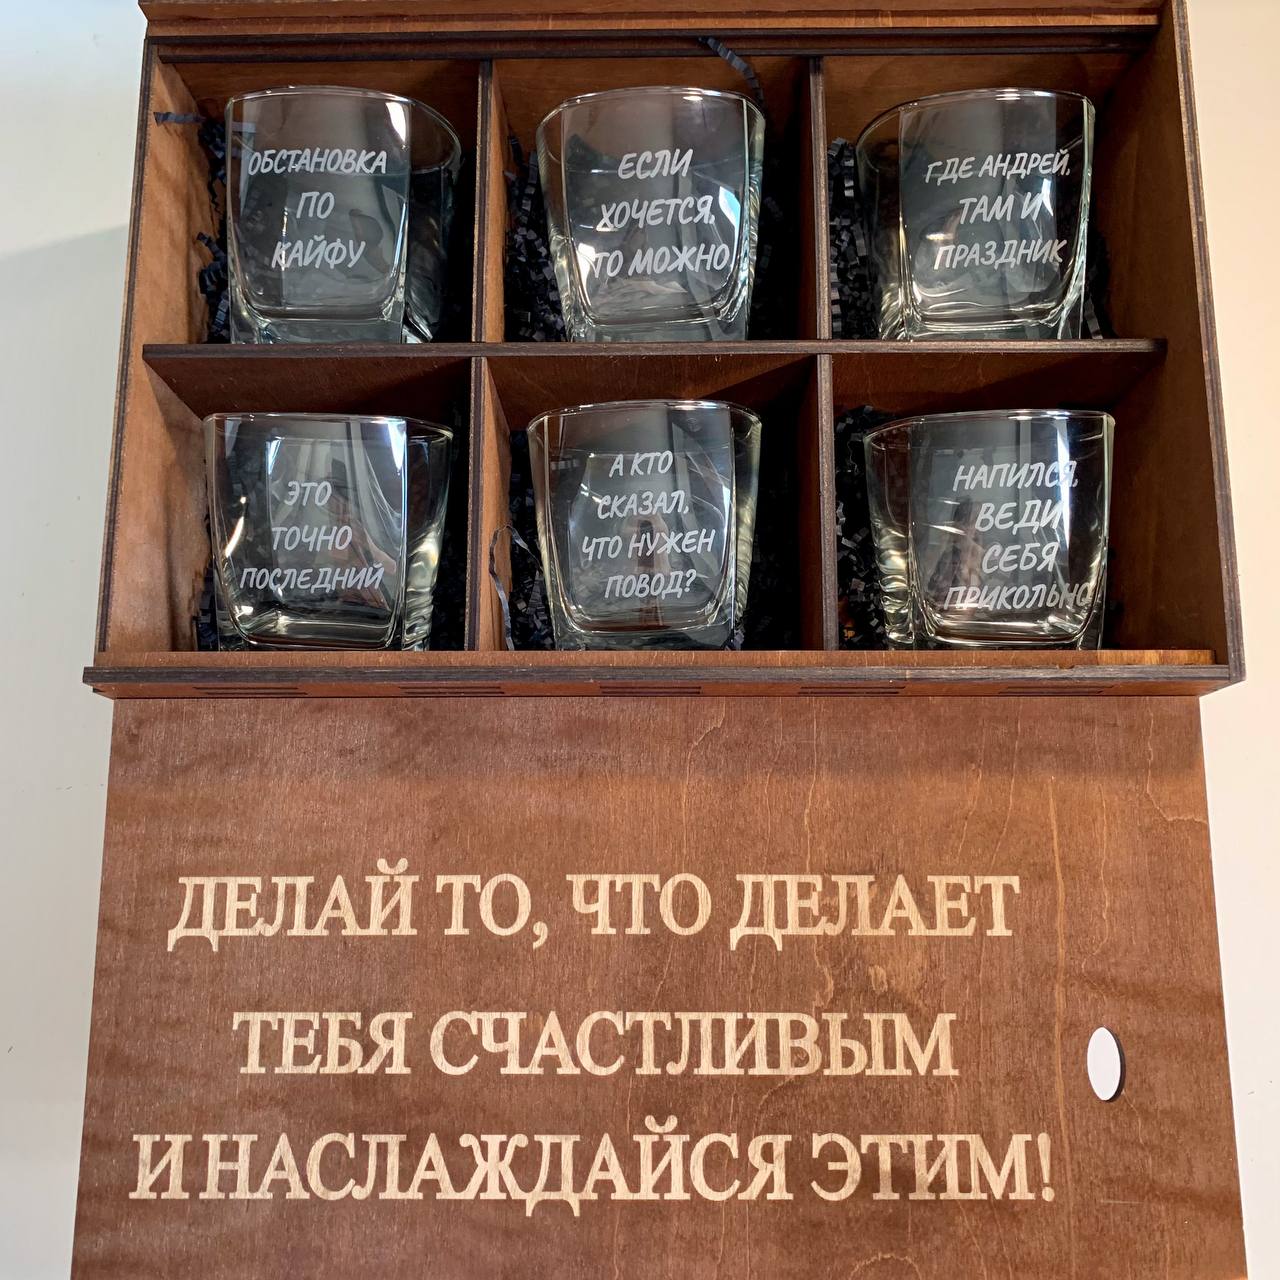 ОБСТАНОВКА
ПО
КАЙФУ
ЕСЛИ
ХОЧЕТСЯ,
ТО МОЖНО
ГДЕ АНДРЕЙ,
ТАМ И
ПРАЗДНИК
ЭТО
ТОЧНО
ПОСЛЕДНИЙ
А КТО
СКАЗАЛ,
ЧТО НУЖЕН
ПОВОД?
НАПИЛСЯ,
ВЕДИ
СЕБЯ
ПРИКОЛЬНО
ДЕЛАЙ ТО, ЧТО ДЕЛАЕТ
ТЕБЯ СЧАСТЛИВЫМ
И НАСЛАЖДАЙСЯ ЭТИМ!